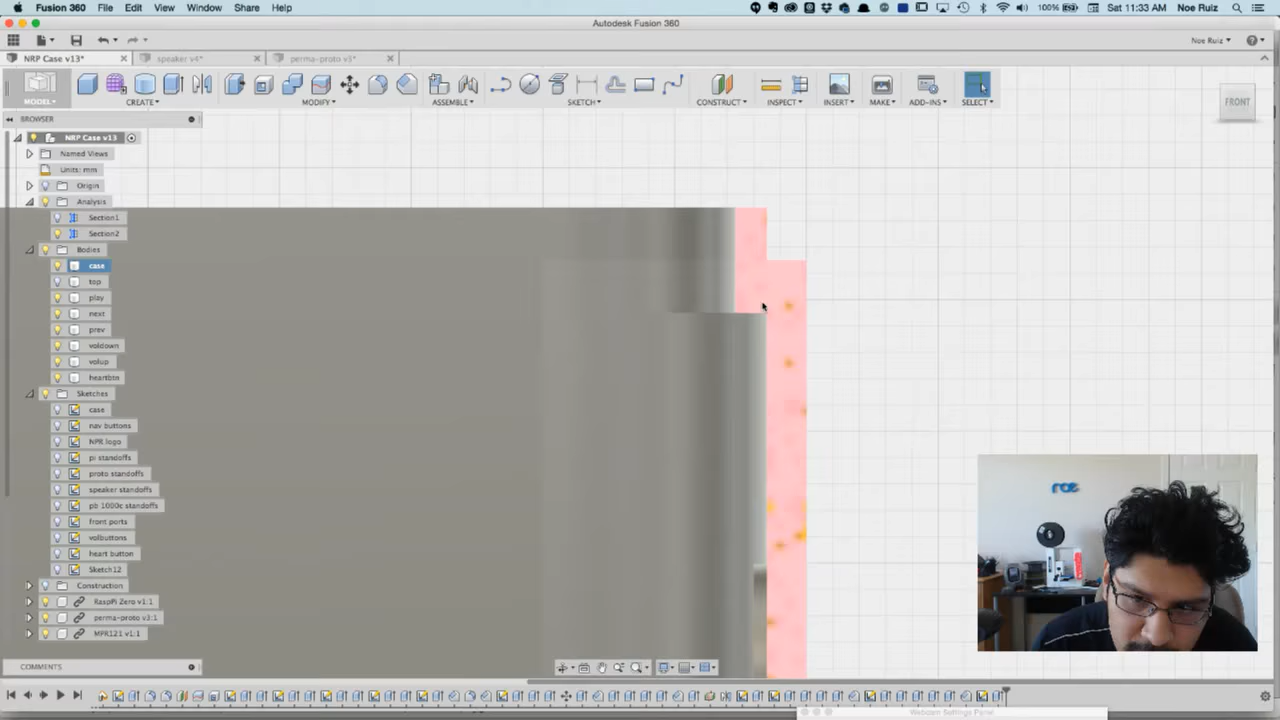 Fusion 360 File Edit View Window Share Help 100% Sat 11:33 AM Noe Ruiz
Autodesk Fusion 360
Noe Ruiz
NRP Case v13* speaker v4* perma-proto v3*
MODEL CREATE MODIFY ASSEMBLE SKETCH CONSTRUCT INSPECT INSERT MAKE ADD-INS SELECT
FRONT
BROWSER
NRP Case v13
Named Views
Units: mm
Origin
Analysis
Section1
Section2
Bodies
case
top
play
next
prev
voldown
volup
heartbtn
Sketches
case
nav buttons
NPR logo
pi standoffs
proto standoffs
speaker standoffs
pb 1000c standoffs
front ports
volbuttons
heart button
Sketch12
Construction
RaspPi Zero v1:1
perma-proto v3:1
MPR121 v1:1
COMMENTS
Webcam Settings Panel